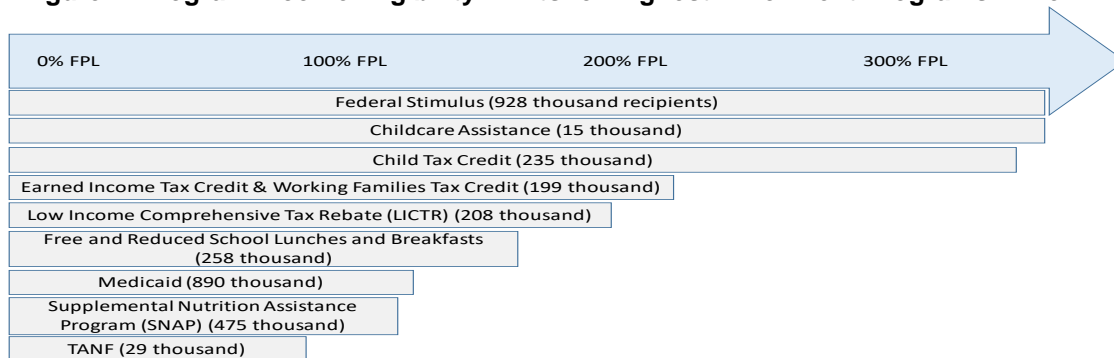 0% FPL 100% FPL 200% FPL 300% FPL
Federal Stimulus (928 thousand recipients)
Childcare Assistance (15 thousand)
Child Tax Credit (235 thousand)
Earned Income Tax Credit & Working Families Tax Credit (199 thousand)
Low Income Comprehensive Tax Rebate (LICTR) (208 thousand)
Free and Reduced School Lunches and Breakfasts
(258 thousand)
Medicaid (890 thousand)
Supplemental Nutrition Assistance
Program (SNAP) (475 thousand)
TANF (29 thousand)